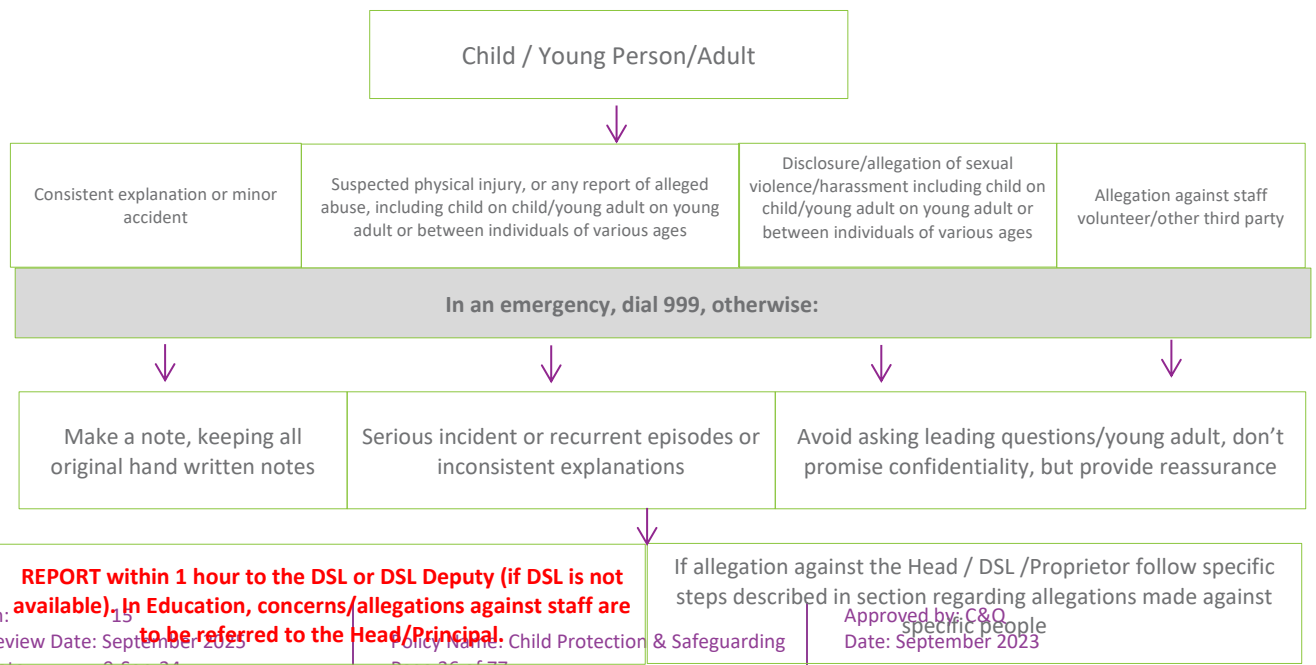 Child / Young Person/Adult
Consistent explanation or minor
accident
Suspected physical injury, or any report of alleged
abuse, including child on child/young adult on young
adult or between individuals of various ages
Disclosure/allegation of sexual
violence/harassment including child on
child/young adult on young adult or
between individuals of various ages
Allegation against staff
volunteer/other third party
In an emergency, dial 999, otherwise:
Make a note, keeping all
original hand written notes
Serious incident or recurrent episodes or
inconsistent explanations
Avoid asking leading questions/young adult, don't
promise confidentiality, but provide reassurance
REPORT within 1 hour to the DSL or DSL Deputy (if DSL is not
available). In Education, concerns/allegations against staff are
to be referred to the Head/Principal.
If allegation against the Head / DSL /Proprietor follow specific
steps described in section regarding allegations made against
specific people
15
Review Date: September 2025
Policy Name: Child Protection & Safeguarding
Approved by: C&Q
Date: September 2023